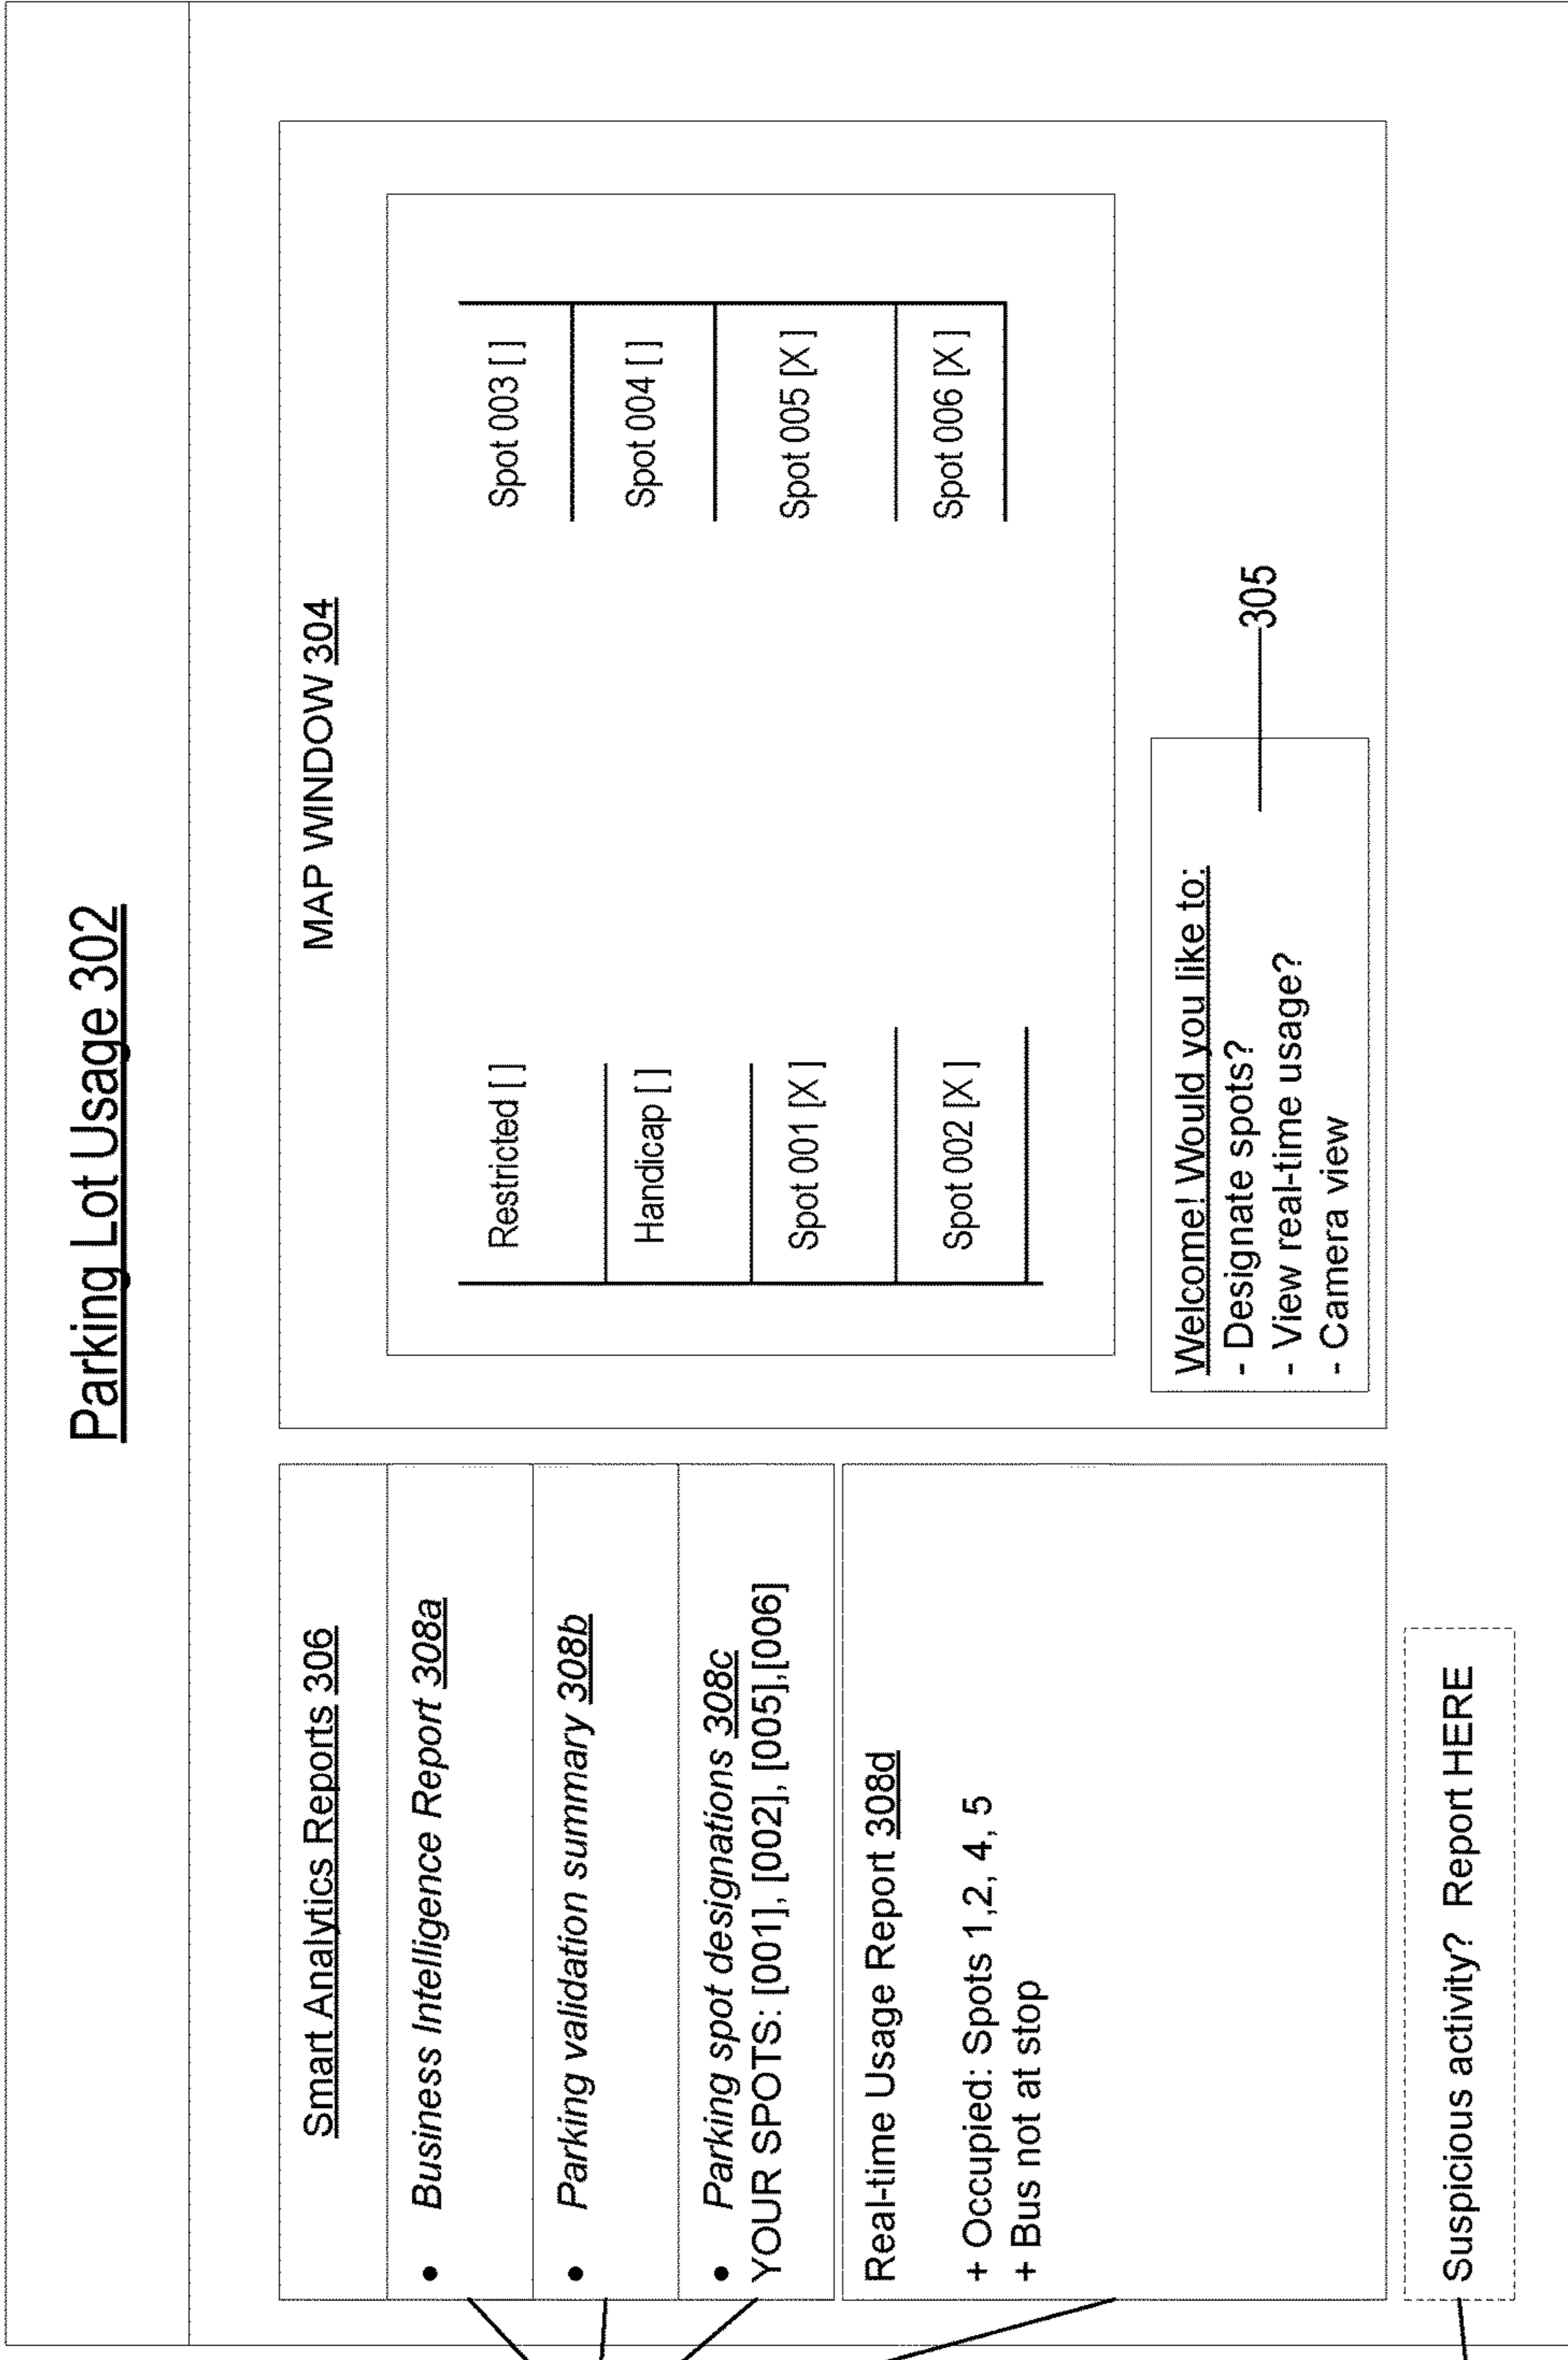 Parking Lot Usage 302
Smart Analytics Reports 306
• Business Intelligence Report 308a
• Parking validation summary 308b
• Parking spot designations 308c
YOUR SPOTS: [001], [002], [005],[006]
Real-time Usage Report 308d
+ Occupied: Spots 1,2, 4, 5
+ Bus not at stop
Suspicious activity? Report HERE
MAP WINDOW 304
Restricted [ ]
Handicap [ ]
Spot 001 [X ]
Spot 002 [X ]
Spot 003 [ ]
Spot 004 [ ]
Spot 005 [X ]
Spot 006 [X ]
Welcome! Would you like to:
- Designate spots?
- View real-time usage?
- Camera view
305